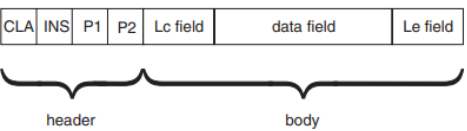 CLA INS P1 P2 Lc field data field Le field
header body